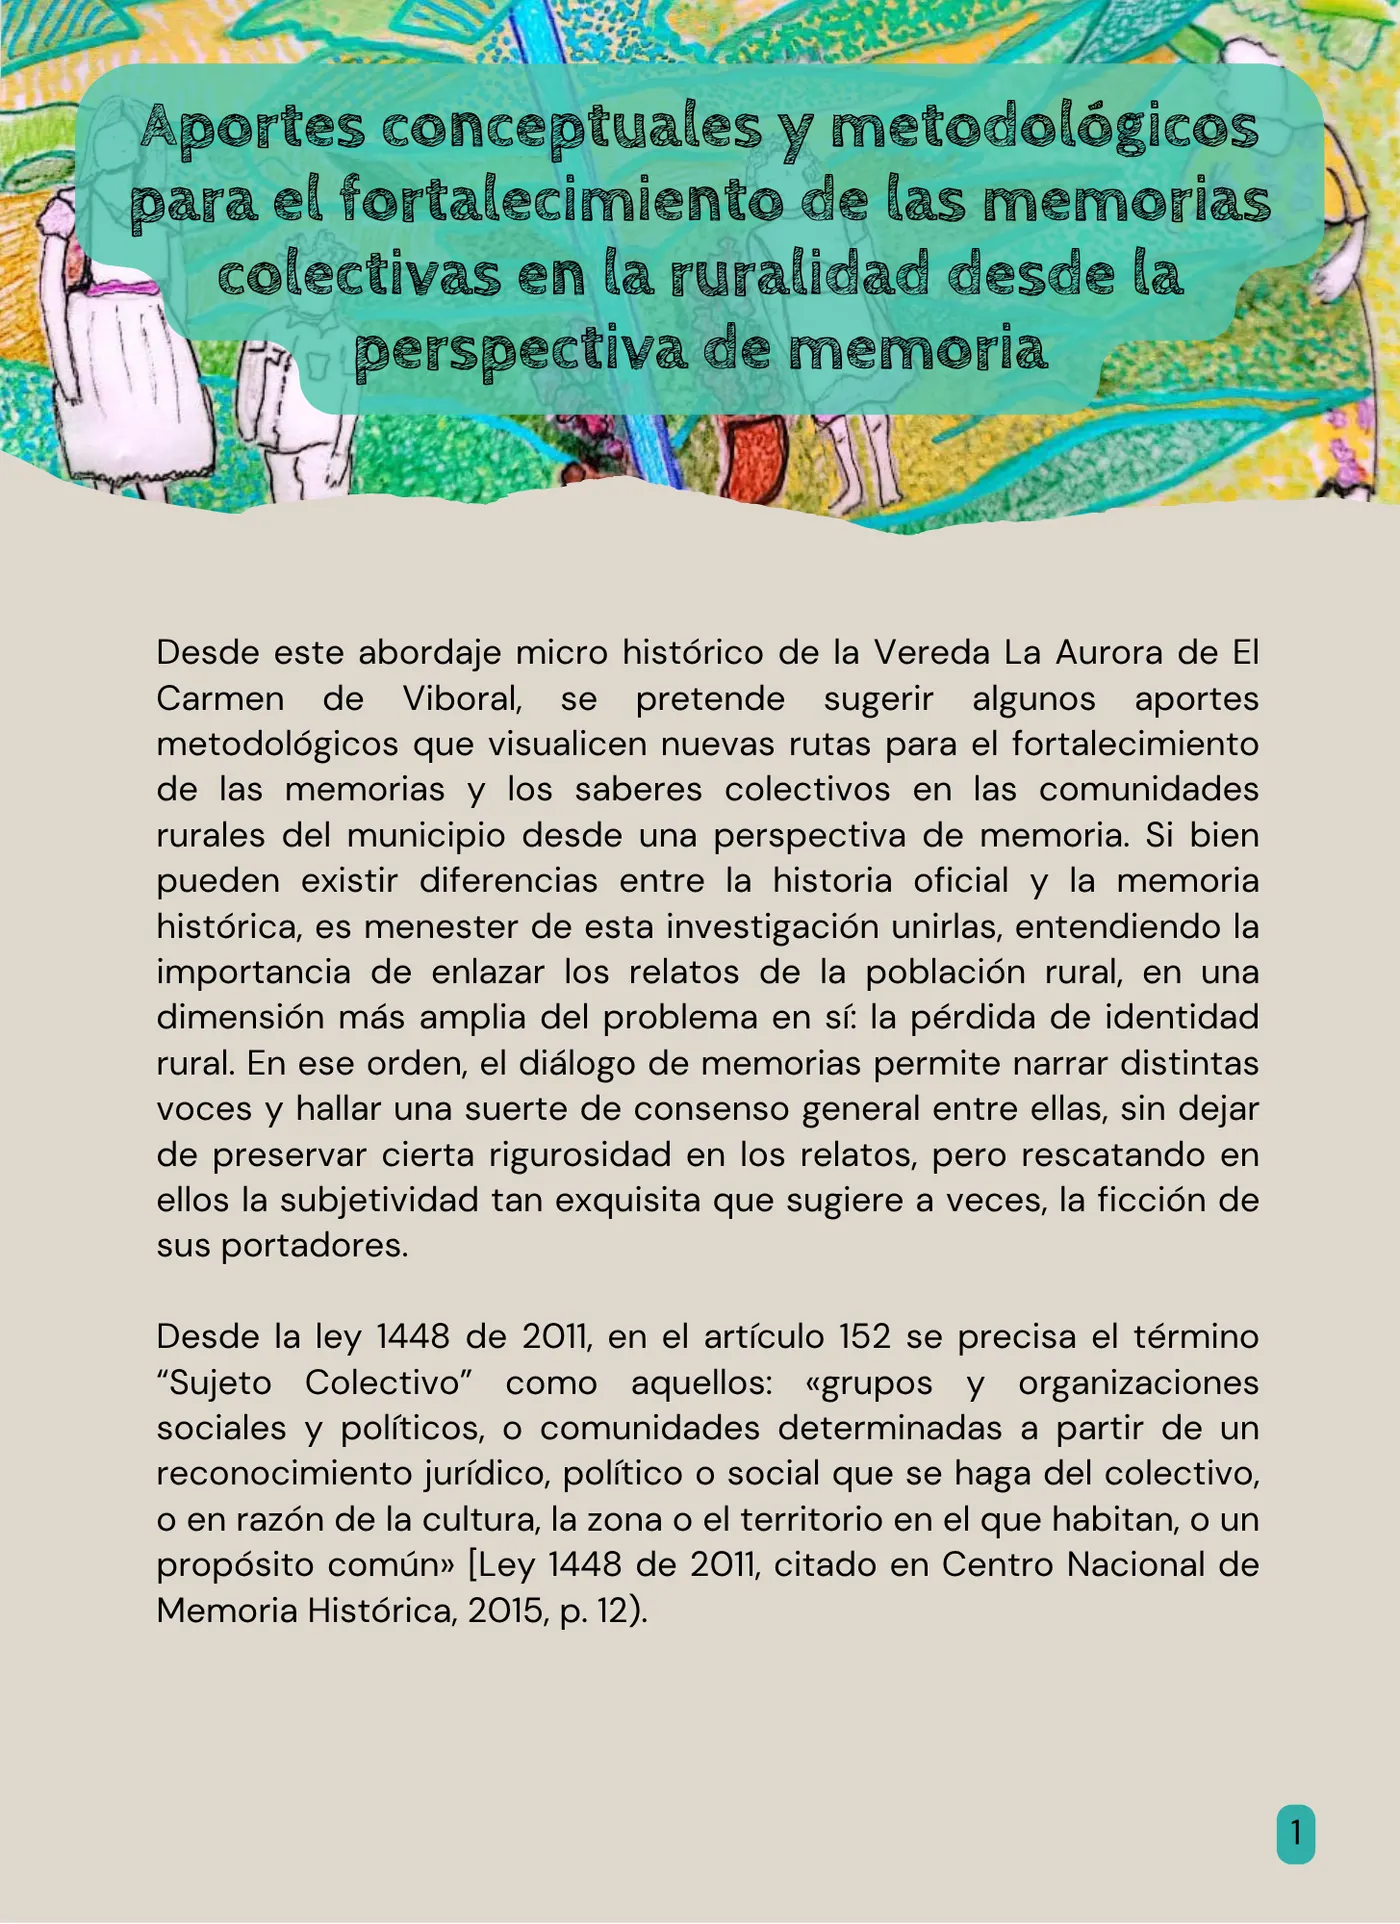 Aportes conceptuales y metodológicos
para el fortalecimiento de las memorias
colectivas en la ruralidad desde la
perspectiva de memoria
Desde este abordaje micro histórico de la Vereda La Aurora de El
Carmen de Viboral, se pretende sugerir algunos aportes
metodológicos que visualicen nuevas rutas para el fortalecimiento
de las memorias y los saberes colectivos en las comunidades
rurales del municipio desde una perspectiva de memoria. Si bien
pueden existir diferencias entre la historia oficial y la memoria
histórica, es menester de esta investigación unirlas, entendiendo la
importancia de enlazar los relatos de la población rural, en una
dimensión más amplia del problema en sí: la pérdida de identidad
rural. En ese orden, el diálogo de memorias permite narrar distintas
voces y hallar una suerte de consenso general entre ellas, sin dejar
de preservar cierta rigurosidad en los relatos, pero rescatando en
ellos la subjetividad tan exquisita que sugiere a veces, la ficción de
sus portadores.
Desde la ley 1448 de 2011, en el artículo 152 se precisa el término
“Sujeto Colectivo” como aquellos: «grupos y organizaciones
sociales y políticos, o comunidades determinadas a partir de un
reconocimiento jurídico, político o social que se haga del colectivo,
o en razón de la cultura, la zona o el territorio en el que habitan, o un
propósito común» [Ley 1448 de 2011, citado en Centro Nacional de
Memoria Histórica, 2015, p. 12).
1